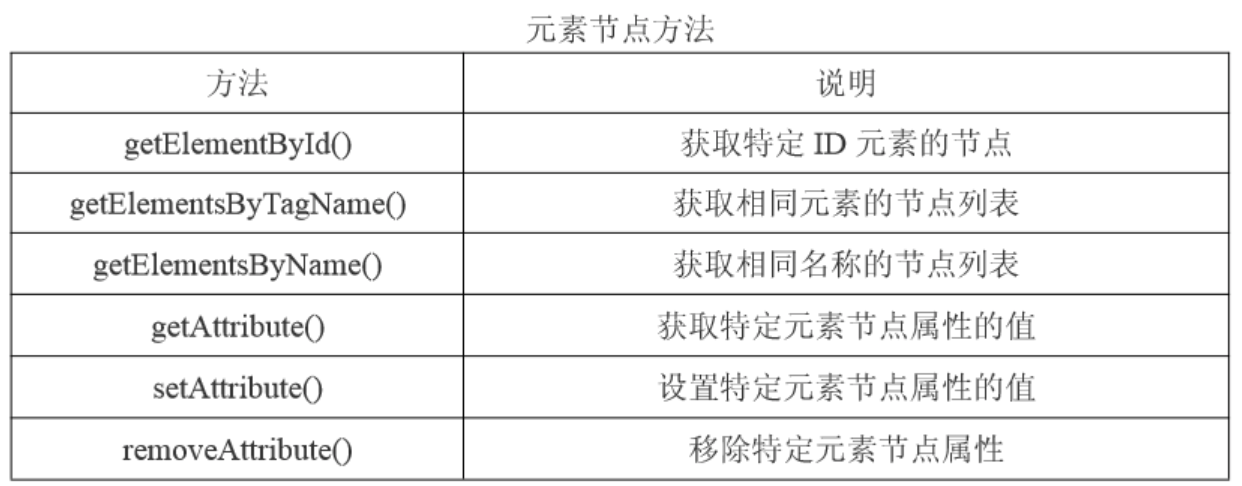 元素节点方法
方法 说明
getElementById() 获取特定 ID 元素的节点
getElementsByTagName() 获取相同元素的节点列表
getElementsByName() 获取相同名称的节点列表
getAttribute() 获取特定元素节点属性的值
setAttribute() 设置特定元素节点属性的值
removeAttribute() 移除特定元素节点属性